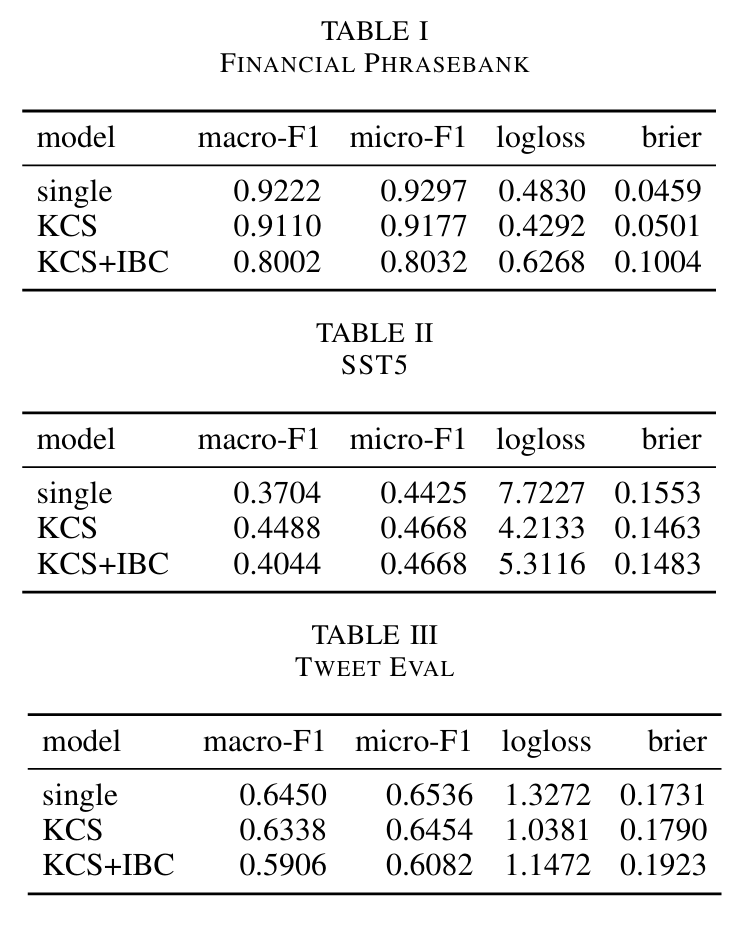 TABLE I
FINANCIAL PHRASEBANK
model macro-F1 micro-F1 logloss brier
single 0.9222 0.9297 0.4830 0.0459
KCS 0.9110 0.9177 0.4292 0.0501
KCS+IBC 0.8002 0.8032 0.6268 0.1004
TABLE II
SST5
model macro-F1 micro-F1 logloss brier
single 0.3704 0.4425 7.7227 0.1553
KCS 0.4488 0.4668 4.2133 0.1463
KCS+IBC 0.4044 0.4668 5.3116 0.1483
TABLE III
TWEET EVAL
model macro-F1 micro-F1 logloss brier
single 0.6450 0.6536 1.3272 0.1731
KCS 0.6338 0.6454 1.0381 0.1790
KCS+IBC 0.5906 0.6082 1.1472 0.1923